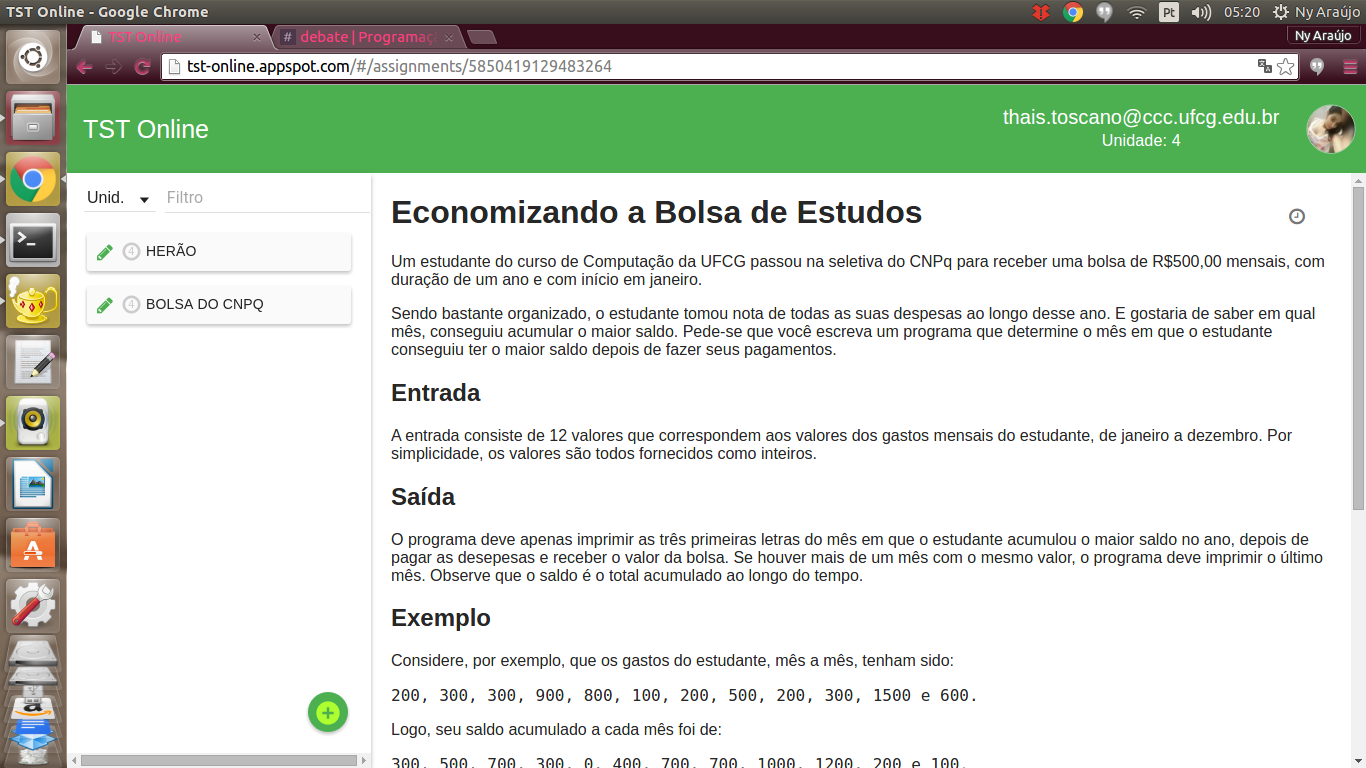 TST Online - Google Chrome
Pt
05:20
Ny Araújo
TST Online
# debate | Programaç
Ny Araújo
tst-online.appspot.com/#/assignments/5850419129483264
TST Online
thais.toscano@ccc.ufcg.edu.br
Unidade: 4
Unid.
Filtro
4 HERÃO
4 BOLSA DO CNPQ
Economizando a Bolsa de Estudos
Um estudante do curso de Computação da UFCG passou na seletiva do CNPq para receber uma bolsa de R$500,00 mensais, com
duração de um ano e com início em janeiro.
Sendo bastante organizado, o estudante tomou nota de todas as suas despesas ao longo desse ano. E gostaria de saber em qual
mês, conseguiu acumular o maior saldo. Pede-se que você escreva um programa que determine o mês em que o estudante
conseguiu ter o maior saldo depois de fazer seus pagamentos.
Entrada
A entrada consiste de 12 valores que correspondem aos valores dos gastos mensais do estudante, de janeiro a dezembro. Por
simplicidade, os valores são todos fornecidos como inteiros.
Saída
O programa deve apenas imprimir as três primeiras letras do mês em que o estudante acumulou o maior saldo no ano, depois de
pagar as desepesas e receber o valor da bolsa. Se houver mais de um mês com o mesmo valor, o programa deve imprimir o último
mês. Observe que o saldo é o total acumulado ao longo do tempo.
Exemplo
Considere, por exemplo, que os gastos do estudante, mês a mês, tenham sido:
200, 300, 300, 900, 800, 100, 200, 500, 200, 300, 1500 e 600.
Logo, seu saldo acumulado a cada mês foi de:
300, 500, 700, 300, 0, 400, 700, 700, 1000, 1200, 200 e 100.